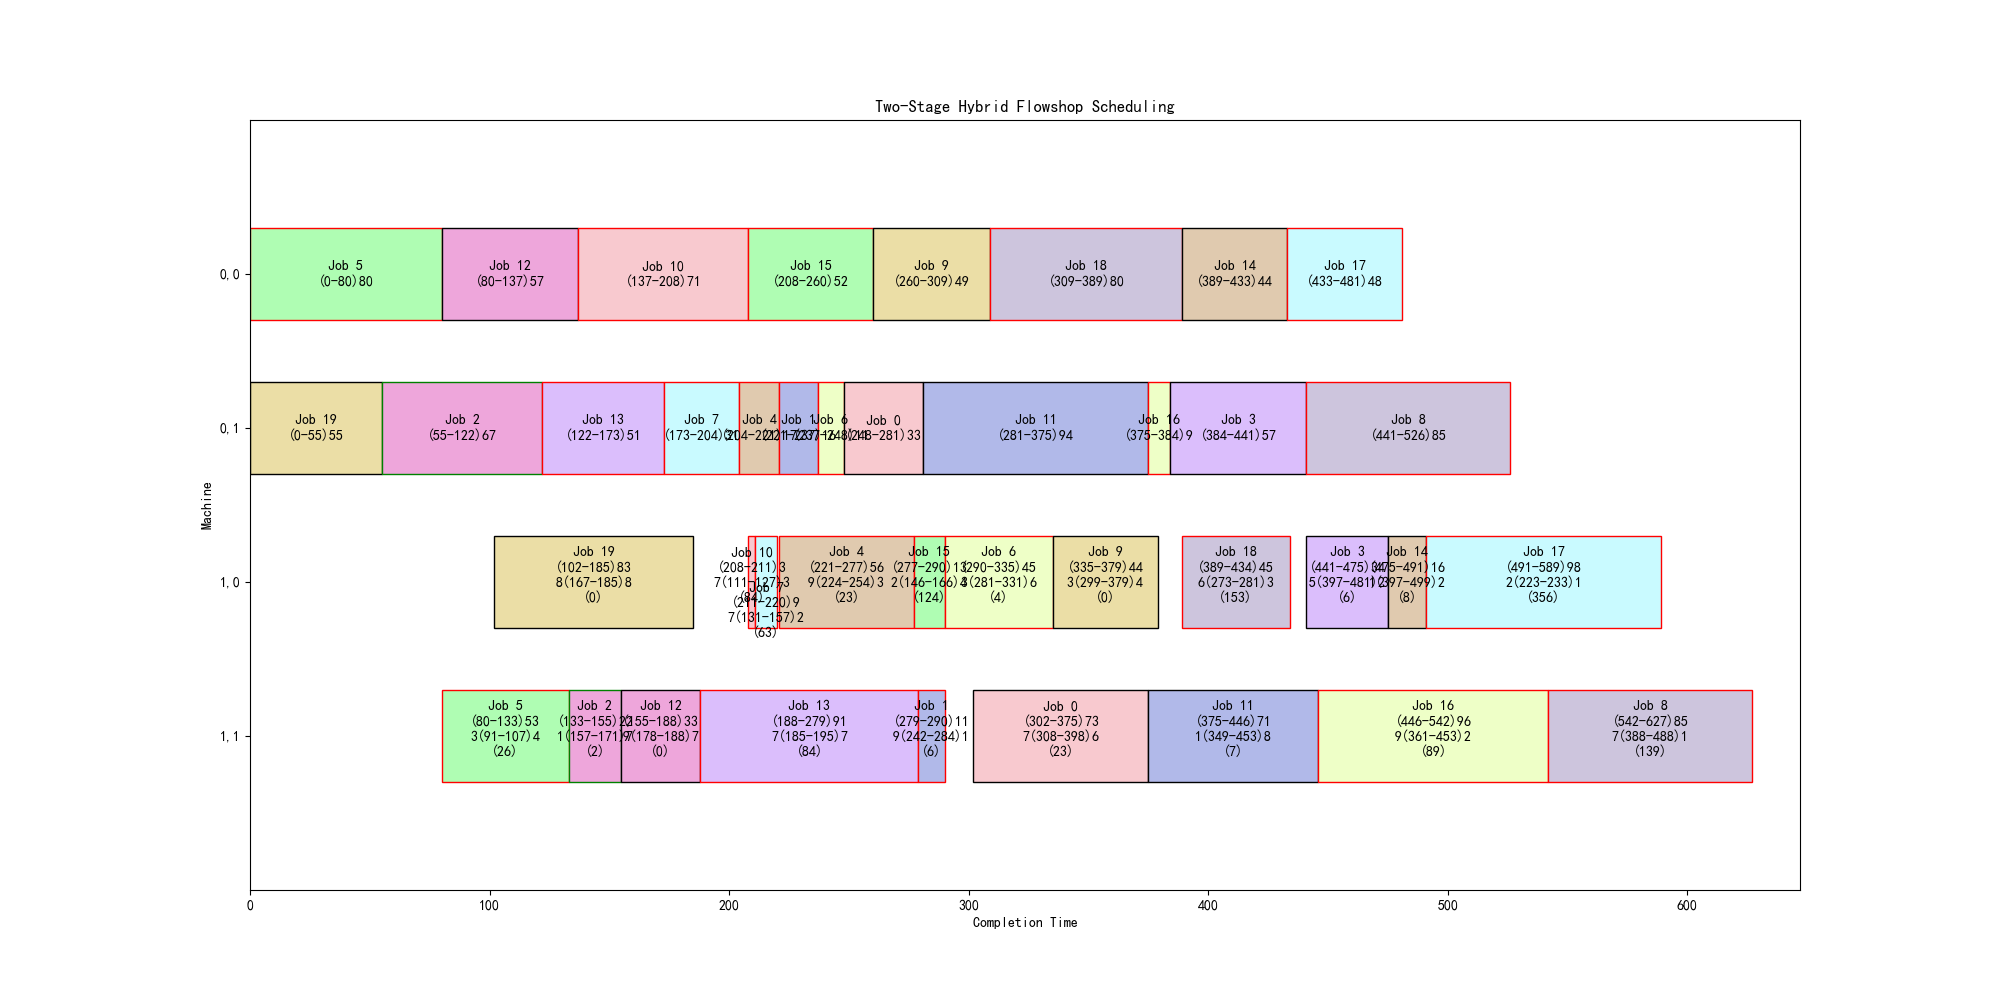 Two-Stage Hybrid Flowshop Scheduling
Machine
0,0
Job 5
(0-80)80
Job 12
(80-137)57
Job 10
(137-208)71
Job 15
(208-260)52
Job 9
(260-309)49
Job 18
(309-389)80
Job 14
(389-433)44
Job 17
(433-481)48
0,1
Job 19
(0-55)55
Job 2
(55-122)67
Job 13
(122-173)51
Job 7
(173-204)31
Job 4
(204-221)17
Job 1
(221-237)16
Job 6
(237-248)11
Job 0
(248-281)33
Job 11
(281-375)94
Job 16
(375-384)9
Job 3
(384-441)57
Job 8
(441-526)85
1,0
Job 19
(102-185)83
8(167-185)8
(0)
Job 10
(208-211)3
7(111-127)3
(84)
Job 7
(211-220)9
7(131-157)2
(63)
Job 4
(221-277)56
9(224-254)3
(23)
Job 15
(277-290)13
2(146-166)4
(124)
Job 6
(290-335)45
(281-331)6
(4)
Job 9
(335-379)44
3(299-379)4
(0)
Job 18
(389-434)45
6(273-281)3
(153)
Job 3
(441-475)34
5(397-481)2
(6)
Job 14
(475-491)16
(397-499)2
(8)
Job 17
(491-589)98
2(223-233)1
(356)
1,1
Job 5
(80-133)53
3(91-107)4
(26)
Job 2
(133-155)22
1(157-171)9
(2)
Job 12
(155-188)33
(178-188)7
(0)
Job 13
(188-279)91
7(185-195)7
(84)
Job 1
(279-290)11
9(242-284)1
(6)
Job 0
(302-375)73
7(308-398)6
(23)
Job 11
(375-446)71
1(349-453)8
(7)
Job 16
(446-542)96
9(361-453)2
(89)
Job 8
(542-627)85
7(388-488)1
(139)
0
100
200
300
400
500
600
Completion Time